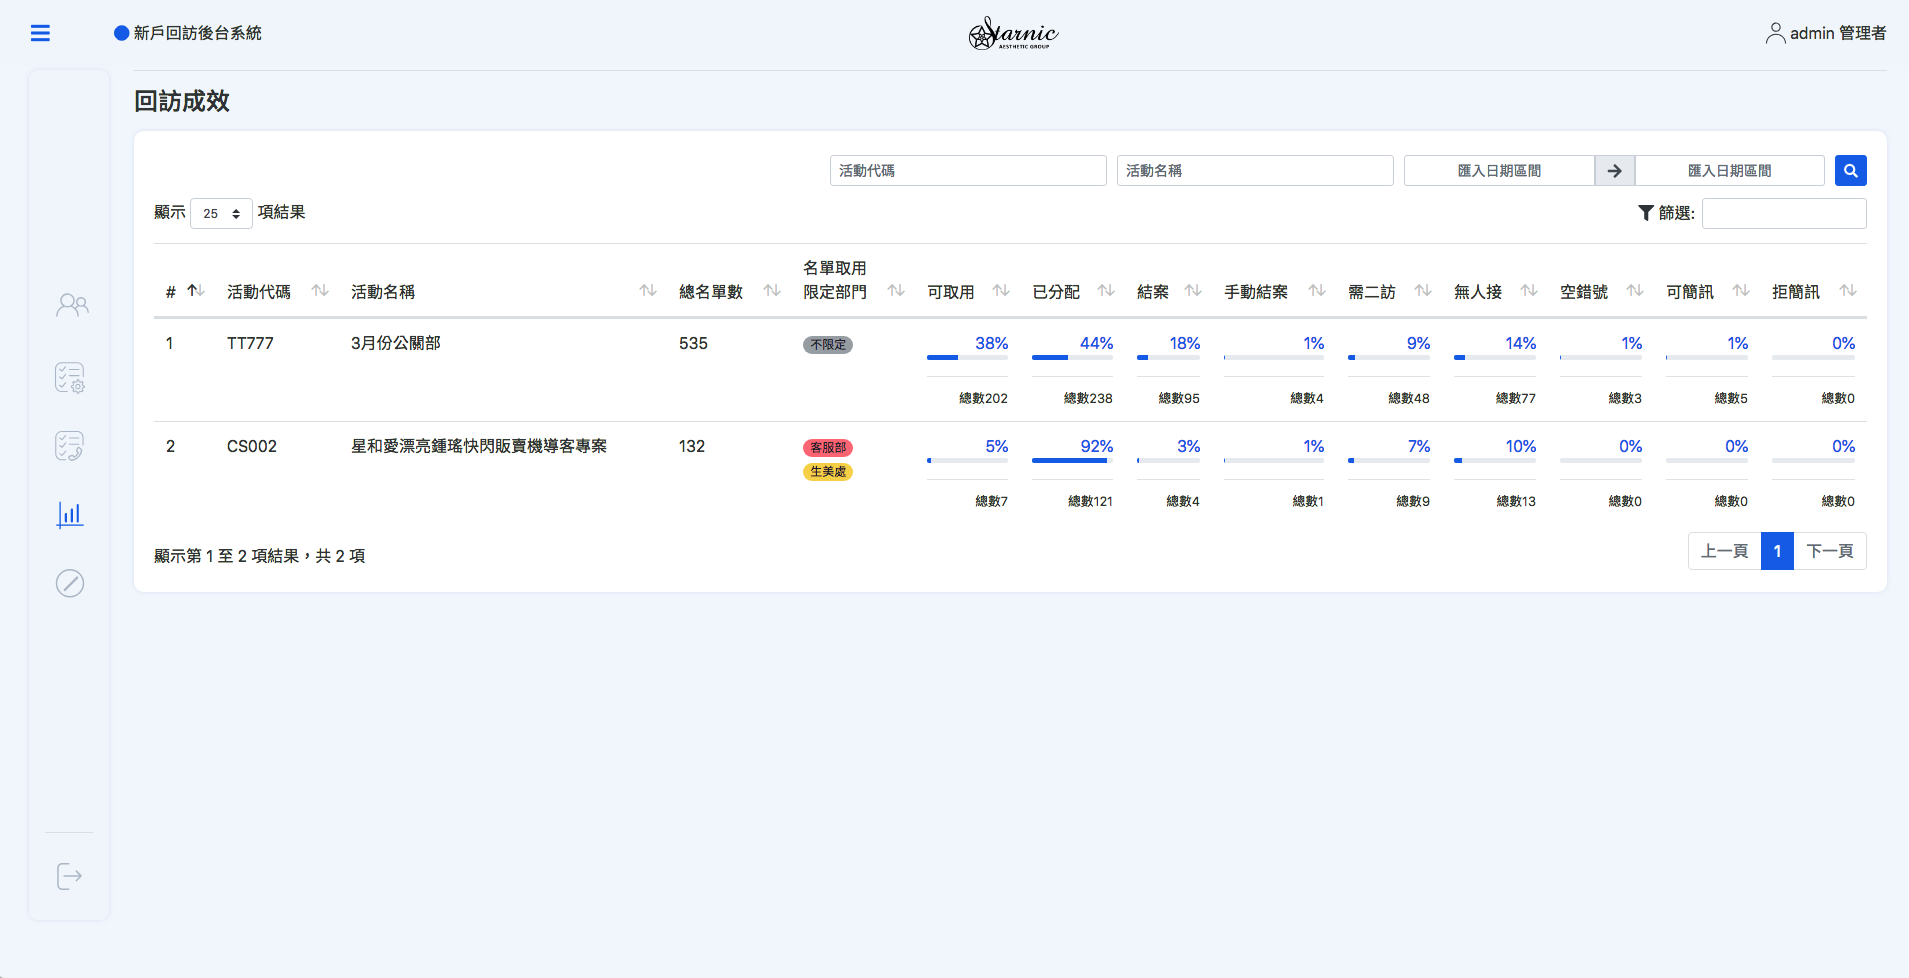 新戶回訪後台系統
Starnic
AESTHETIC GROUP
admin 管理者
回訪成效
活動代碼
活動名稱
匯入日期區間
匯入日期區間
顯示 25 項結果
篩選:
# 活動代碼 活動名稱 總名單數 名單取用限定部門 可取用 已分配 結案 手動結案 需二訪 無人接 空錯號 可簡訊 拒簡訊
1 TT777 3月份公關部 535 不限定 38% 44% 18% 1% 9% 14% 1% 1% 0%
總數202 總數238 總數95 總數4 總數48 總數77 總數3 總數5 總數0
2 CS002 星和愛漂亮鍾瑤快閃販賣機導客專案 132 客服部 5% 92% 3% 1% 7% 10% 0% 0% 0%
生美處
總數7 總數121 總數4 總數1 總數9 總數13 總數0 總數0 總數0
顯示第 1 至 2 項結果，共 2 項
上一頁 1 下一頁